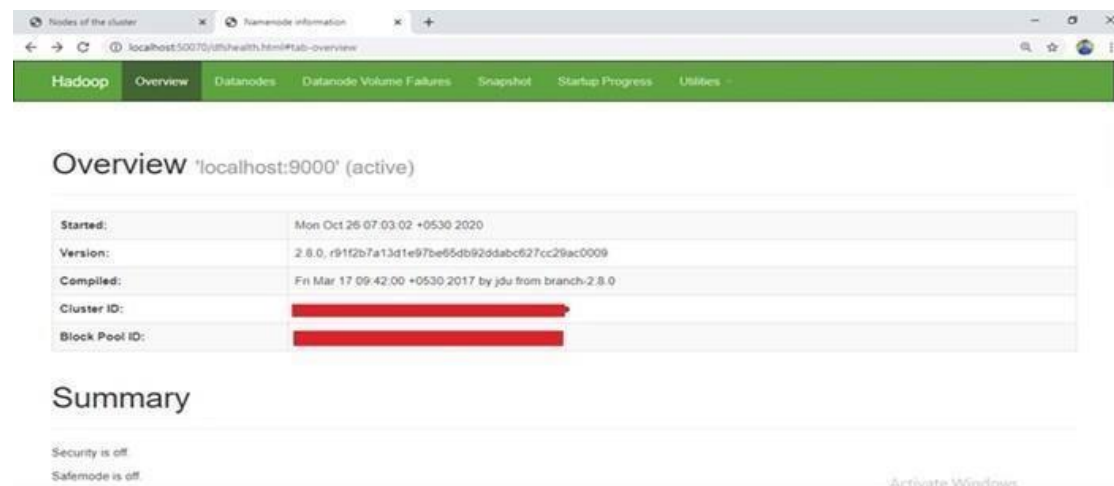 Nodes of the cluster
Namenode information
localhost:50070/dfshealth.html#tab-overview
Hadoop Overview Datanodes Datanode Volume Failures Snapshot Startup Progress Utilities
Overview 'localhost:9000' (active)
Started: Mon Oct 26 07:03:02 +0530 2020
Version: 2.8.0, r91f2b7a13d1e97be65db92ddabc627cc29ac0009
Compiled: Fri Mar 17 09:42:00 +0530 2017 by jdu from branch-2.8.0
Cluster ID:
Block Pool ID:
Summary
Security is off.
Safemode is off.
Activate Windows